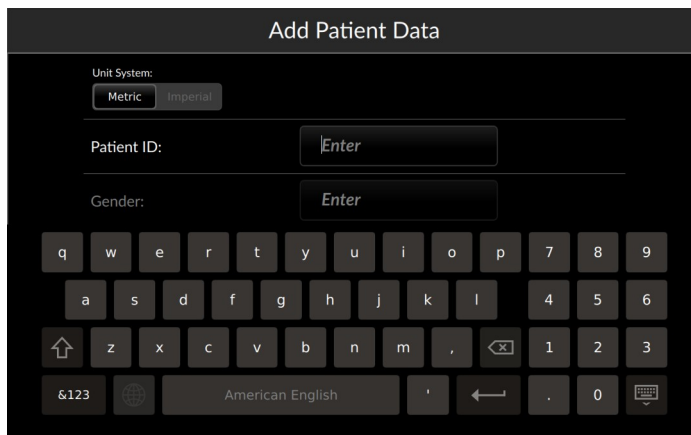 Add Patient Data
Unit System:
Metric Imperial
Patient ID: Enter
Gender: Enter
q w e r t y u i o p 7 8 9
a s d f g h j k l 4 5 6
z x c v b n m , 1 2 3
&123 American English ' . 0